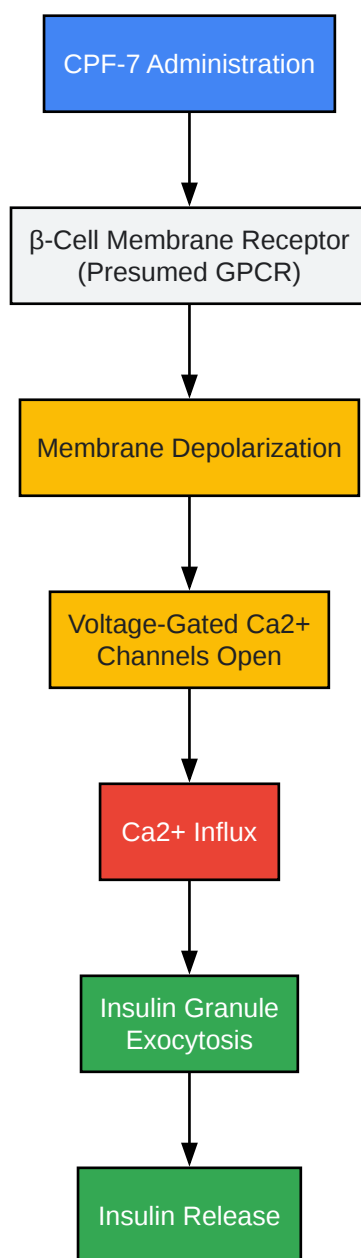 CPF-7 Administration
β-Cell Membrane Receptor
(Presumed GPCR)
Membrane Depolarization
Voltage-Gated Ca2+
Channels Open
Ca2+ Influx
Insulin Granule
Exocytosis
Insulin Release